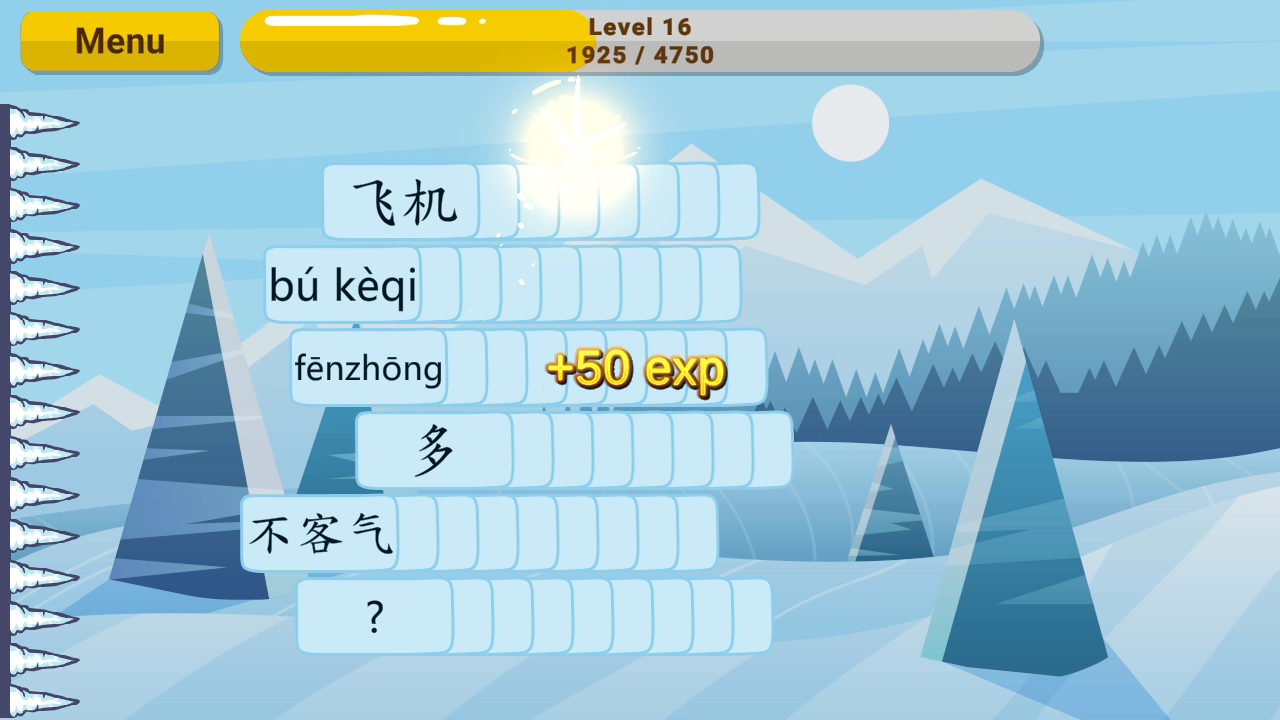 Menu
Level 16
1925 / 4750
飞机
bú kèqi
fēnzhōng
+50 exp
多
不客气
?